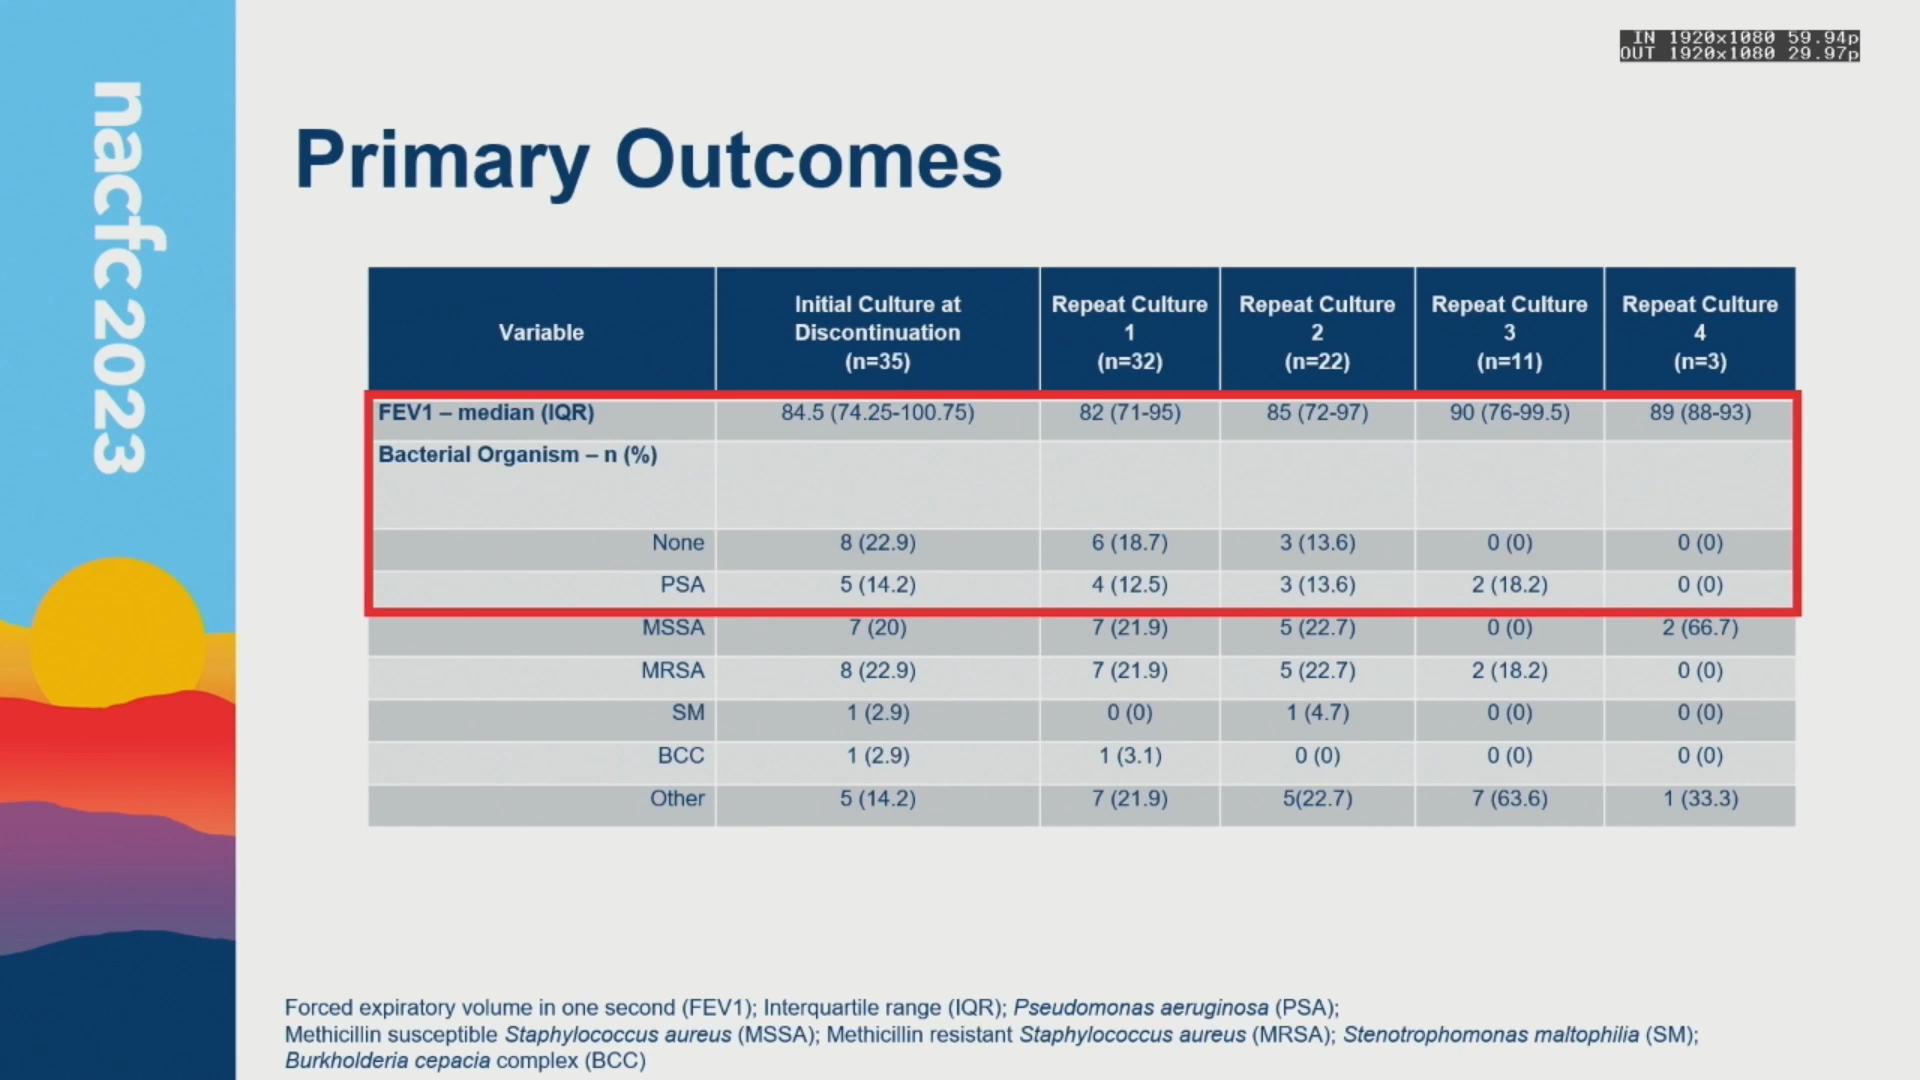 IN 1920x1080 59.94p
OUT 1920x1080 29.97p
nacfc 2023
Primary Outcomes
Variable | Initial Culture at Discontinuation (n=35) | Repeat Culture 1 (n=32) | Repeat Culture 2 (n=22) | Repeat Culture 3 (n=11) | Repeat Culture 4 (n=3)
FEV1 – median (IQR) | 84.5 (74.25-100.75) | 82 (71-95) | 85 (72-97) | 90 (76-99.5) | 89 (88-93)
Bacterial Organism – n (%)
None | 8 (22.9) | 6 (18.7) | 3 (13.6) | 0 (0) | 0 (0)
PSA | 5 (14.2) | 4 (12.5) | 3 (13.6) | 2 (18.2) | 0 (0)
MSSA | 7 (20) | 7 (21.9) | 5 (22.7) | 0 (0) | 2 (66.7)
MRSA | 8 (22.9) | 7 (21.9) | 5 (22.7) | 2 (18.2) | 0 (0)
SM | 1 (2.9) | 0 (0) | 1 (4.7) | 0 (0) | 0 (0)
BCC | 1 (2.9) | 1 (3.1) | 0 (0) | 0 (0) | 0 (0)
Other | 5 (14.2) | 7 (21.9) | 5(22.7) | 7 (63.6) | 1 (33.3)
Forced expiratory volume in one second (FEV1); Interquartile range (IQR); Pseudomonas aeruginosa (PSA);
Methicillin susceptible Staphylococcus aureus (MSSA); Methicillin resistant Staphylococcus aureus (MRSA); Stenotrophomonas maltophilia (SM);
Burkholderia cepacia complex (BCC)